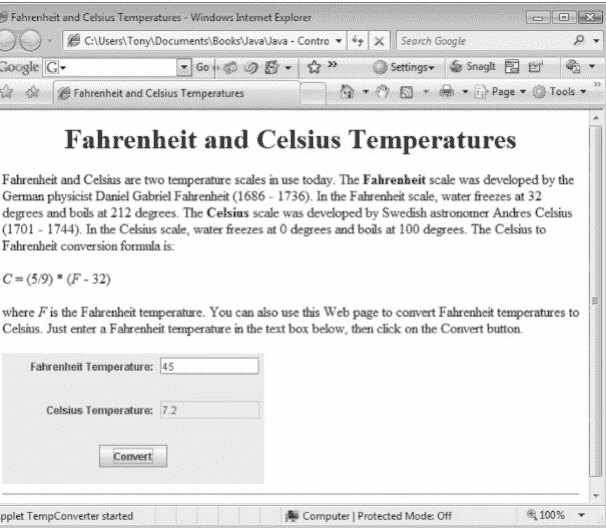 Fahrenheit and Celsius Temperatures - Windows Internet Explorer
C:\Users\Tony\Documents\Books\Java\Java - Contro
Search Google
Google
G
Go
»
Settings
SnagIt
»
Fahrenheit and Celsius Temperatures
Page
Tools
»
Fahrenheit and Celsius Temperatures
Fahrenheit and Celsius are two temperature scales in use today. The Fahrenheit scale was developed by the
German physicist Daniel Gabriel Fahrenheit (1686 - 1736). In the Fahrenheit scale, water freezes at 32
degrees and boils at 212 degrees. The Celsius scale was developed by Swedish astronomer Andres Celsius
(1701 - 1744). In the Celsius scale, water freezes at 0 degrees and boils at 100 degrees. The Celsius to
Fahrenheit conversion formula is:
C = (5/9) * (F - 32)
where F is the Fahrenheit temperature. You can also use this Web page to convert Fahrenheit temperatures to
Celsius. Just enter a Fahrenheit temperature in the text box below, then click on the Convert button.
Fahrenheit Temperature: 45
Celsius Temperature: 7.2
Convert
pplet TempConverter started
Computer | Protected Mode: Off
100%